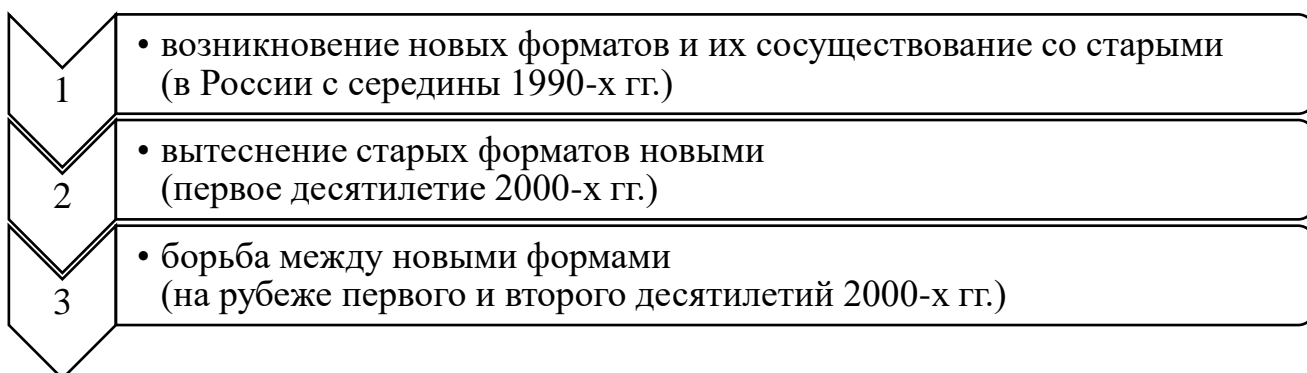 1
• возникновение новых форматов и их сосуществование со старыми
(в России с середины 1990-х гг.)
2
• вытеснение старых форматов новыми
(первое десятилетие 2000-х гг.)
3
• борьба между новыми формами
(на рубеже первого и второго десятилетий 2000-х гг.)